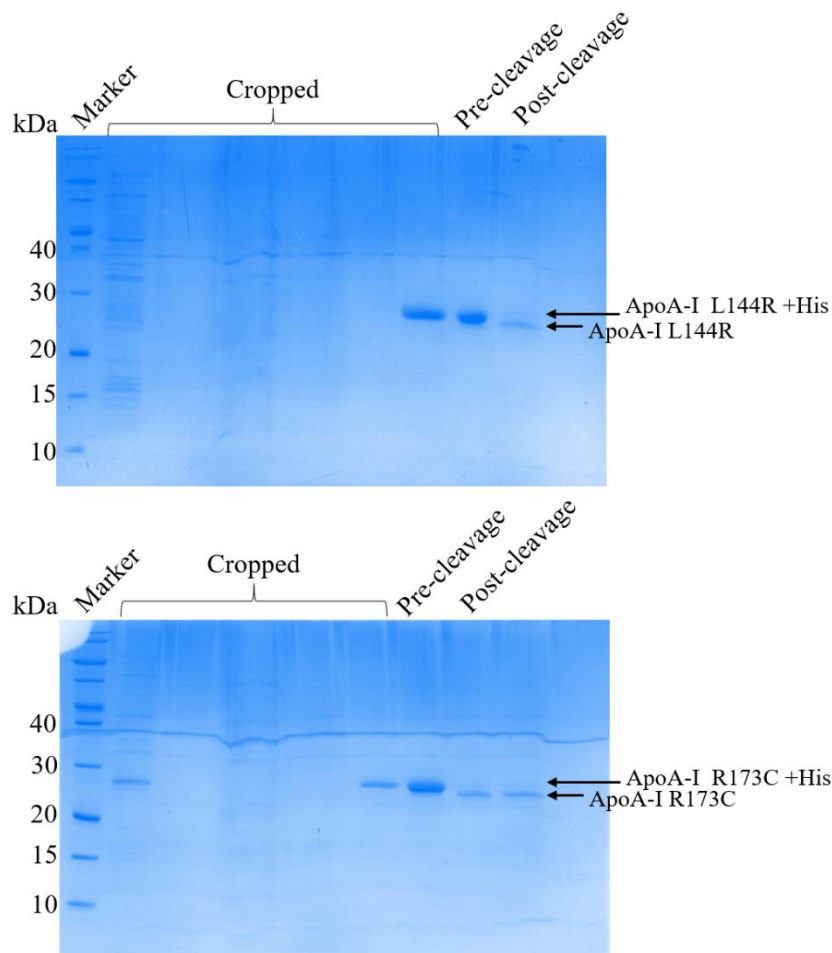 kDa
Marker
Cropped
Pre-cleavage
Post-cleavage
40
30
20
15
10
ApoA-I L144R +His
ApoA-I L144R
kDa
Marker
Cropped
Pre-cleavage
Post-cleavage
40
30
20
15
10
ApoA-I R173C +His
ApoA-I R173C